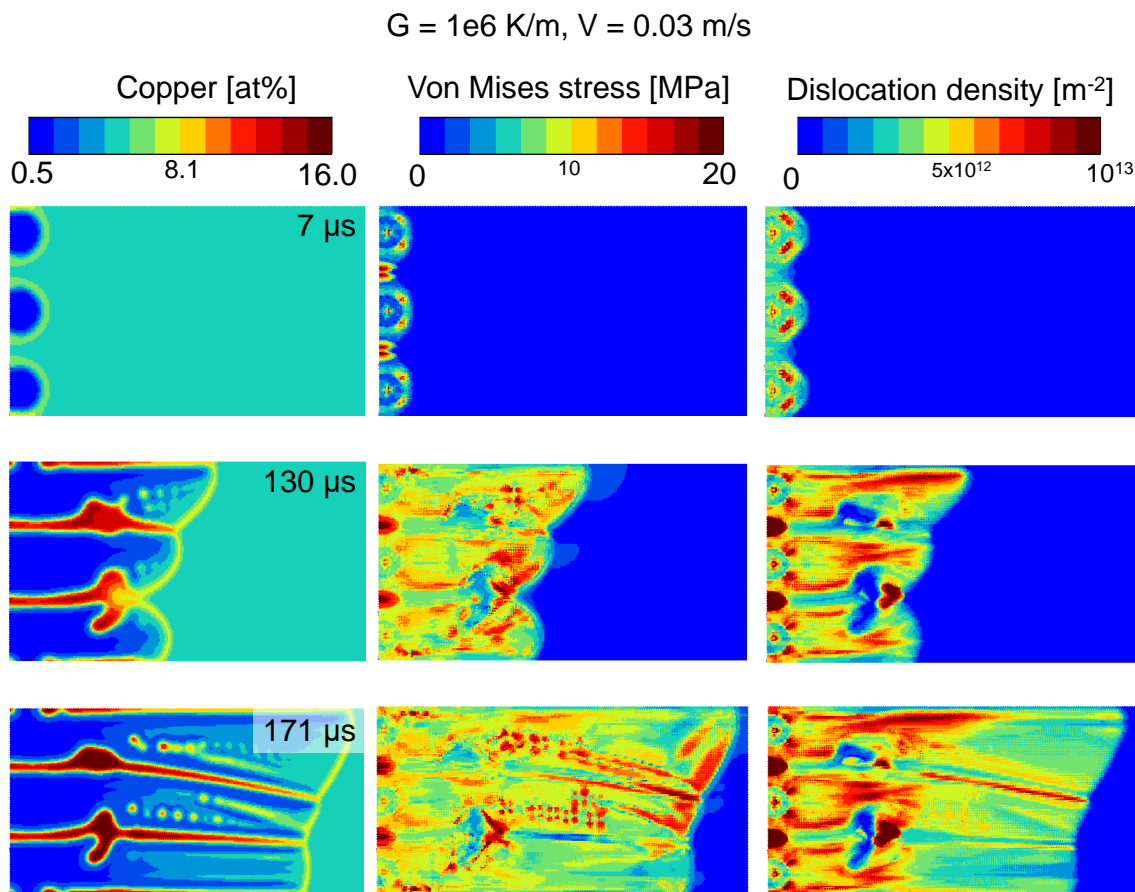 G = 1e6 K/m, V = 0.03 m/s
Copper [at%] Von Mises stress [MPa] Dislocation density [m⁻²]
0.5 8.1 16.0 0 10 20 0 5x10¹² 10¹³
7 µs
130 µs
171 µs